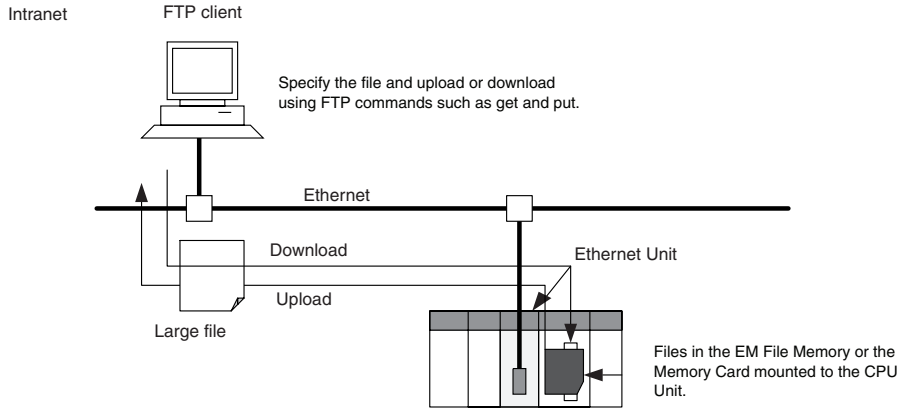 Intranet
FTP client
Specify the file and upload or download
using FTP commands such as get and put.
Ethernet
Download
Ethernet Unit
Upload
Large file
Files in the EM File Memory or the
Memory Card mounted to the CPU
Unit.